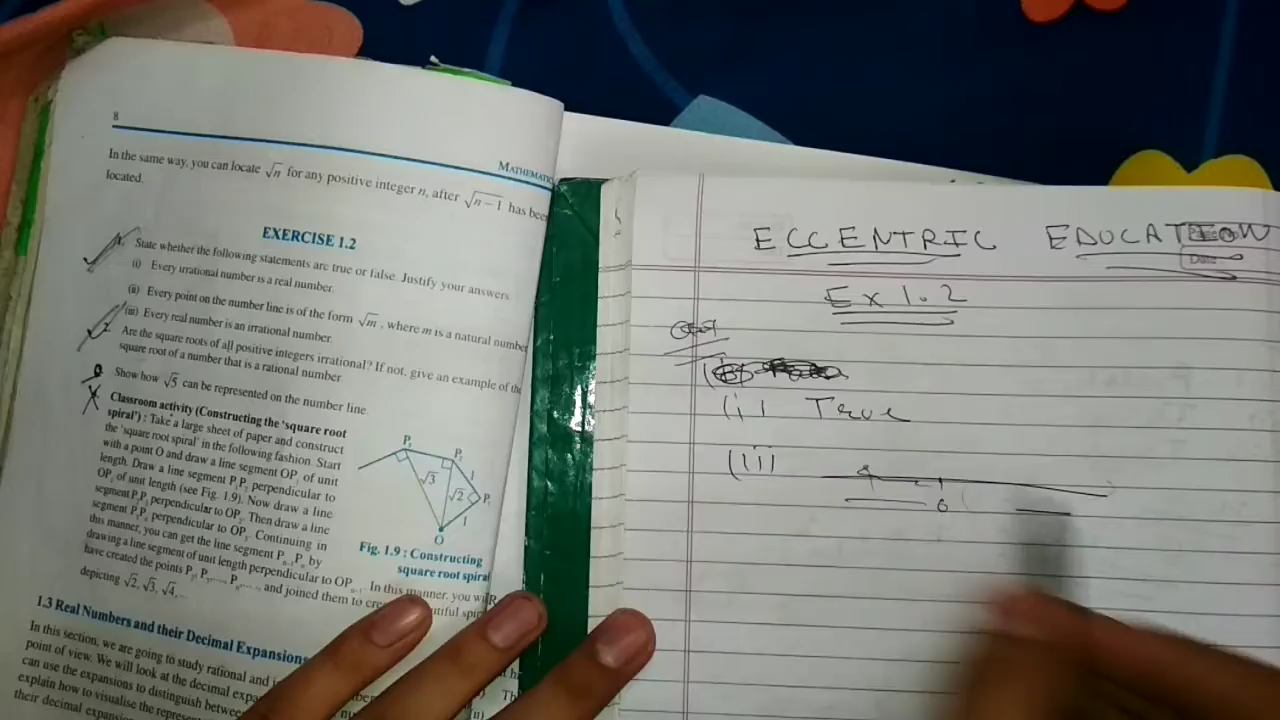 8
MATHEMATIC
In the same way, you can locate √n for any positive integer n, after √n − 1 has been
located.
EXERCISE 1.2
1. State whether the following statements are true or false. Justify your answers.
(i) Every irrational number is a real number.
(ii) Every point on the number line is of the form √m, where m is a natural number
(iii) Every real number is an irrational number.
2. Are the square roots of all positive integers irrational? If not, give an example of the
square root of a number that is a rational number.
Show how √5 can be represented on the number line.
Classroom activity (Constructing the 'square root
spiral') : Take a large sheet of paper and construct
the 'square root spiral' in the following fashion. Start
with a point O and draw a line segment OP1 of unit
length. Draw a line segment P1P2 perpendicular to
OP1 of unit length (see Fig. 1.9). Now draw a line
segment P2P3 perpendicular to OP2. Then draw a line
segment P3P4 perpendicular to OP3. Continuing in
this manner, you can get the line segment Pn–1Pn by
drawing a line segment of unit length perpendicular to OPn–1. In this manner, you will
have created the points P2, P3,...., Pn,...., and joined them to
depicting √2, √3, √4, ...
P3
P2
√3
1
√2
P1
1
O
Fig. 1.9 : Constructing
square root spiral
1.3 Real Numbers and their Decimal Expansions
In this section, we are going to study rational and
point of view. We will look at the decimal
can use the expansions to distinguish between
explain how to visualise the
their decimal
ECCENTRIC EDUCATION
Date
Ex 1.2
(i) True
(ii)
0